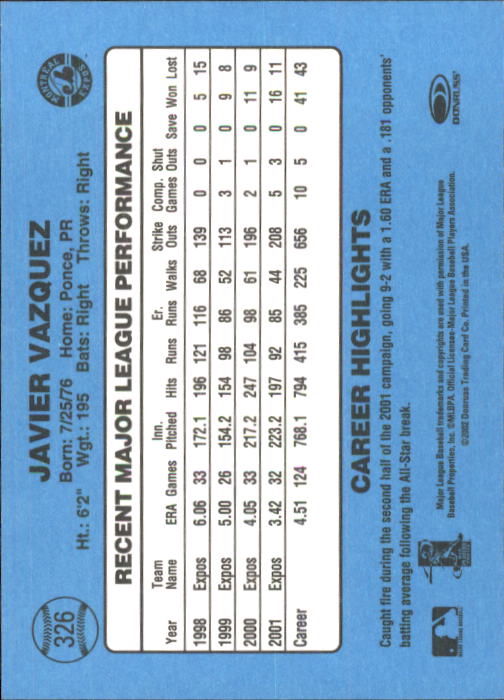 326
JAVIER VAZQUEZ
Born: 7/25/76 Home: Ponce, PR
Ht.: 6'2" Wgt.: 195 Bats: Right Throws: Right
MONTREAL EXPOS
RECENT MAJOR LEAGUE PERFORMANCE
Year Team Name ERA Games Inn. Pitched Hits Runs Er. Runs Walks Strike Outs Comp. Games Shut Outs Save Won Lost
1998 Expos 6.06 33 172.1 196 121 116 68 139 0 0 0 5 15
1999 Expos 5.00 26 154.2 154 98 86 52 113 3 1 0 9 8
2000 Expos 4.05 33 217.2 247 104 98 61 196 2 1 0 11 9
2001 Expos 3.42 32 223.2 197 92 85 44 208 5 3 0 16 11
Career 4.51 124 768.1 794 415 385 225 656 10 5 0 41 43
CAREER HIGHLIGHTS
Caught fire during the second half of the 2001 campaign, going 9-2 with a 1.60 ERA and a .181 opponents'
batting average following the All-Star break.
Major League Baseball trademarks and copyrights are used with permission of Major League
Baseball Properties, Inc. ©MLBPA. Official Licensee-Major League Baseball Players Association.
©2002 Donruss Trading Card Co. Printed in the USA.
DONRUSS